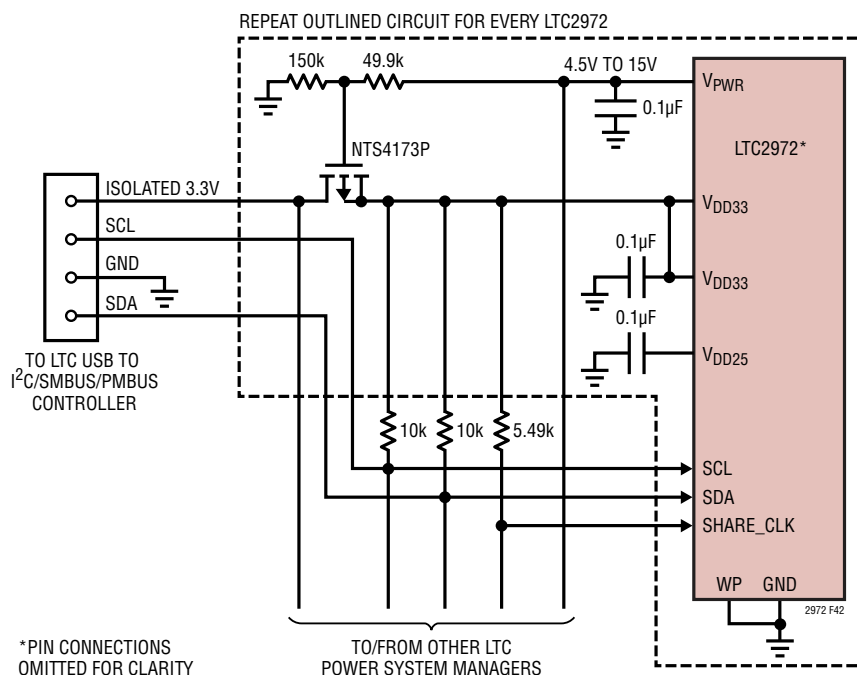 REPEAT OUTLINED CIRCUIT FOR EVERY LTC2972
150k
49.9k
4.5V TO 15V
VPWR
0.1µF
LTC2972*
NTS4173P
ISOLATED 3.3V
VDD33
SCL
0.1µF
GND
VDD33
SDA
0.1µF
VDD25
TO LTC USB TO
I2C/SMBUS/PMBUS
CONTROLLER
10k
10k
5.49k
SCL
SDA
SHARE_CLK
WP
GND
2972 F42
*PIN CONNECTIONS
OMITTED FOR CLARITY
TO/FROM OTHER LTC
POWER SYSTEM MANAGERS